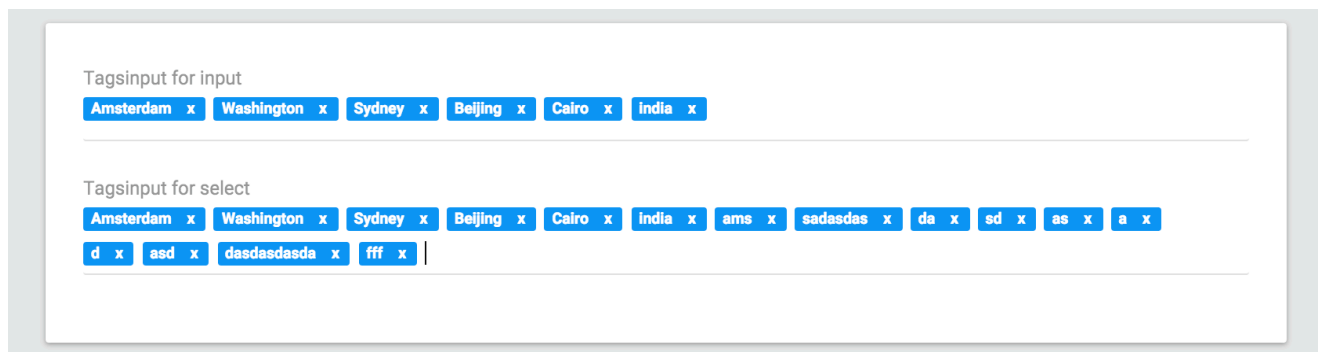 Tagsinput for input
Amsterdam x Washington x Sydney x Beijing x Cairo x india x
Tagsinput for select
Amsterdam x Washington x Sydney x Beijing x Cairo x india x ams x sadasdas x da x sd x as x a x
d x asd x dasdasdasda x fff x